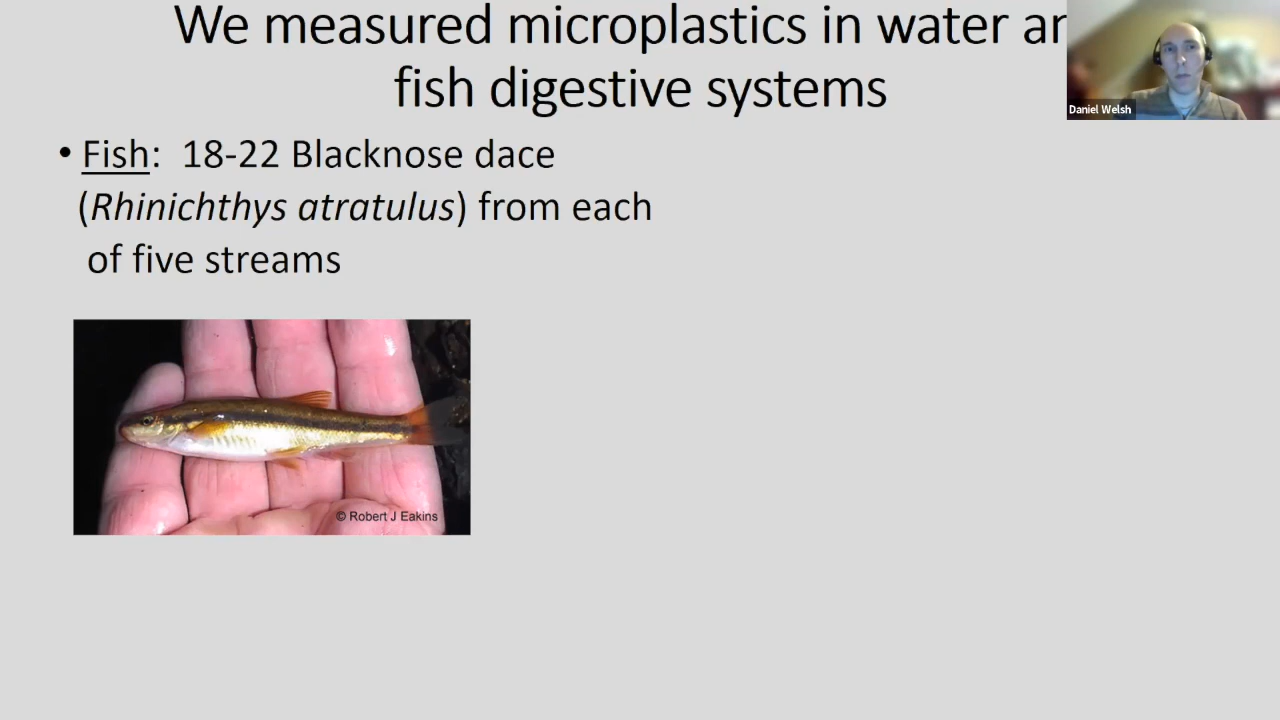 We measured microplastics in water an
fish digestive systems
Daniel Welsh
• Fish: 18-22 Blacknose dace
(Rhinichthys atratulus) from each
of five streams
© Robert J Eakins